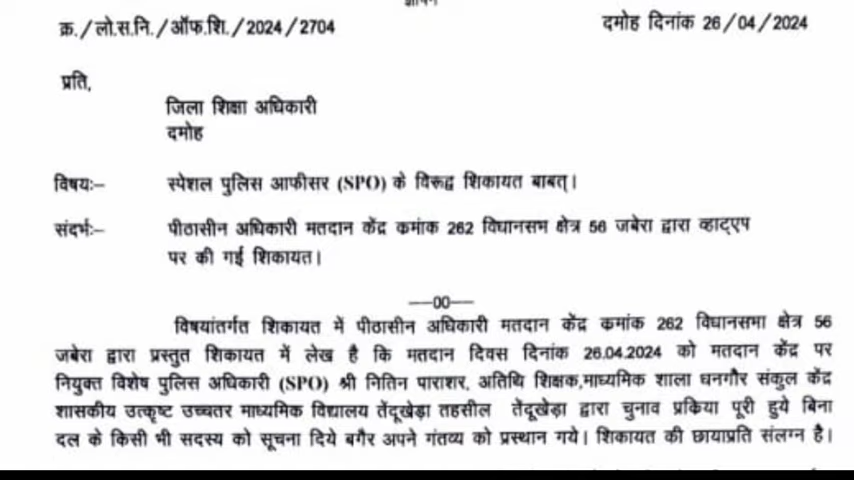 ज्ञापन
क्र./लो.स.नि./ऑफ.शि./2024/2704 दमोह दिनांक 26/04/2024
प्रति,
जिला शिक्षा अधिकारी
दमोह
विषयः– स्पेशल पुलिस आफीसर (SPO) के विरूद्व शिकायत बाबत्।
संदर्भः– पीठासीन अधिकारी मतदान केंद्र कमांक 262 विधानसभ क्षेत्र 56 जबेरा द्वारा व्हाट्एप
पर की गई शिकायत।
—00—
विषयांतर्गत शिकायत में पीठासीन अधिकारी मतदान केंद्र कमांक 262 विधानसभा क्षेत्र 56
जबेरा द्वारा प्रस्तुत शिकायत में लेख है कि मतदान दिवस दिनांक 26.04.2024 को मतदान केंद्र पर
नियुक्त विशेष पुलिस अधिकारी (SPO) श्री नितिन पाराशर, अतिथि शिक्षक,माध्यमिक शाला धनगौर संकुल केंद्र
शासकीय उत्कृष्ट उच्चतर माध्यमिक विद्यालय तेंदूखेड़ा तहसील तेंदूखेड़ा द्वारा चुनाव प्रकिया पूरी हुये बिना
दल के किसी भी सदस्य को सूचना दिये बगैर अपने गंतव्य को प्रस्थान गये। शिकायत की छायाप्रति संलग्न है।